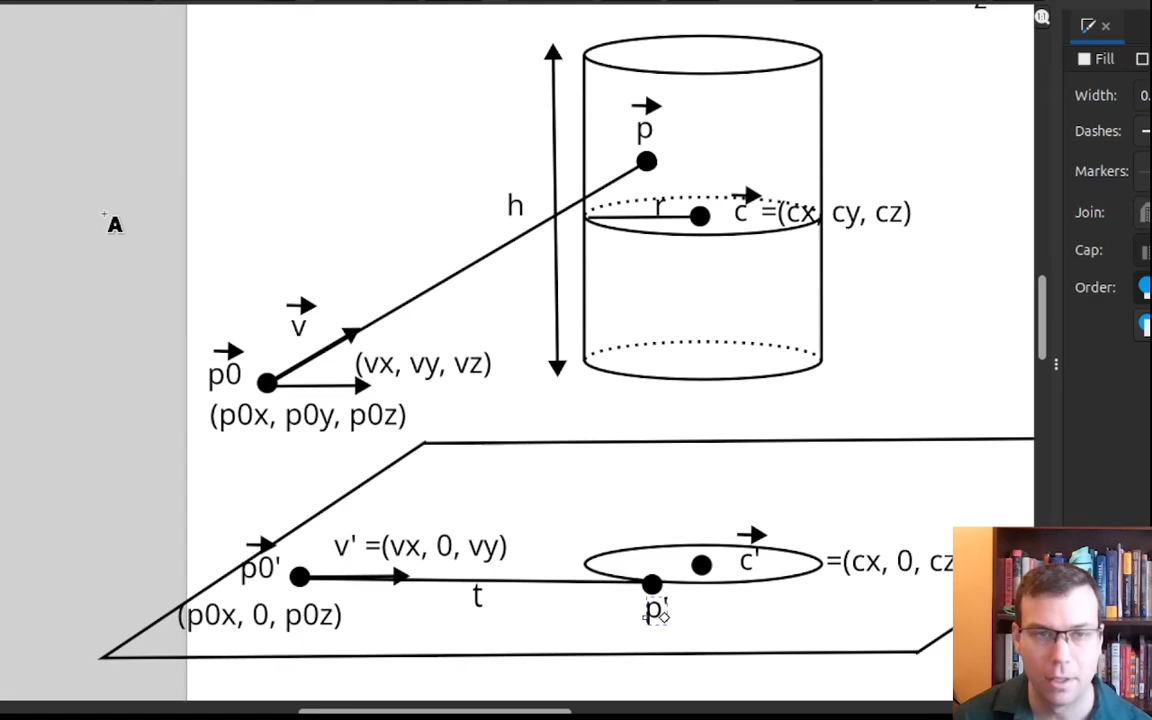 Fill
Width: 0.
Dashes:
Markers:
Join:
Cap:
Order:
p
h
r
c =(cx, cy, cz)
v
p0
(vx, vy, vz)
(p0x, p0y, p0z)
p0'
v' =(vx, 0, vy)
c' =(cx, 0, cz
t
p'
(p0x, 0, p0z)
A